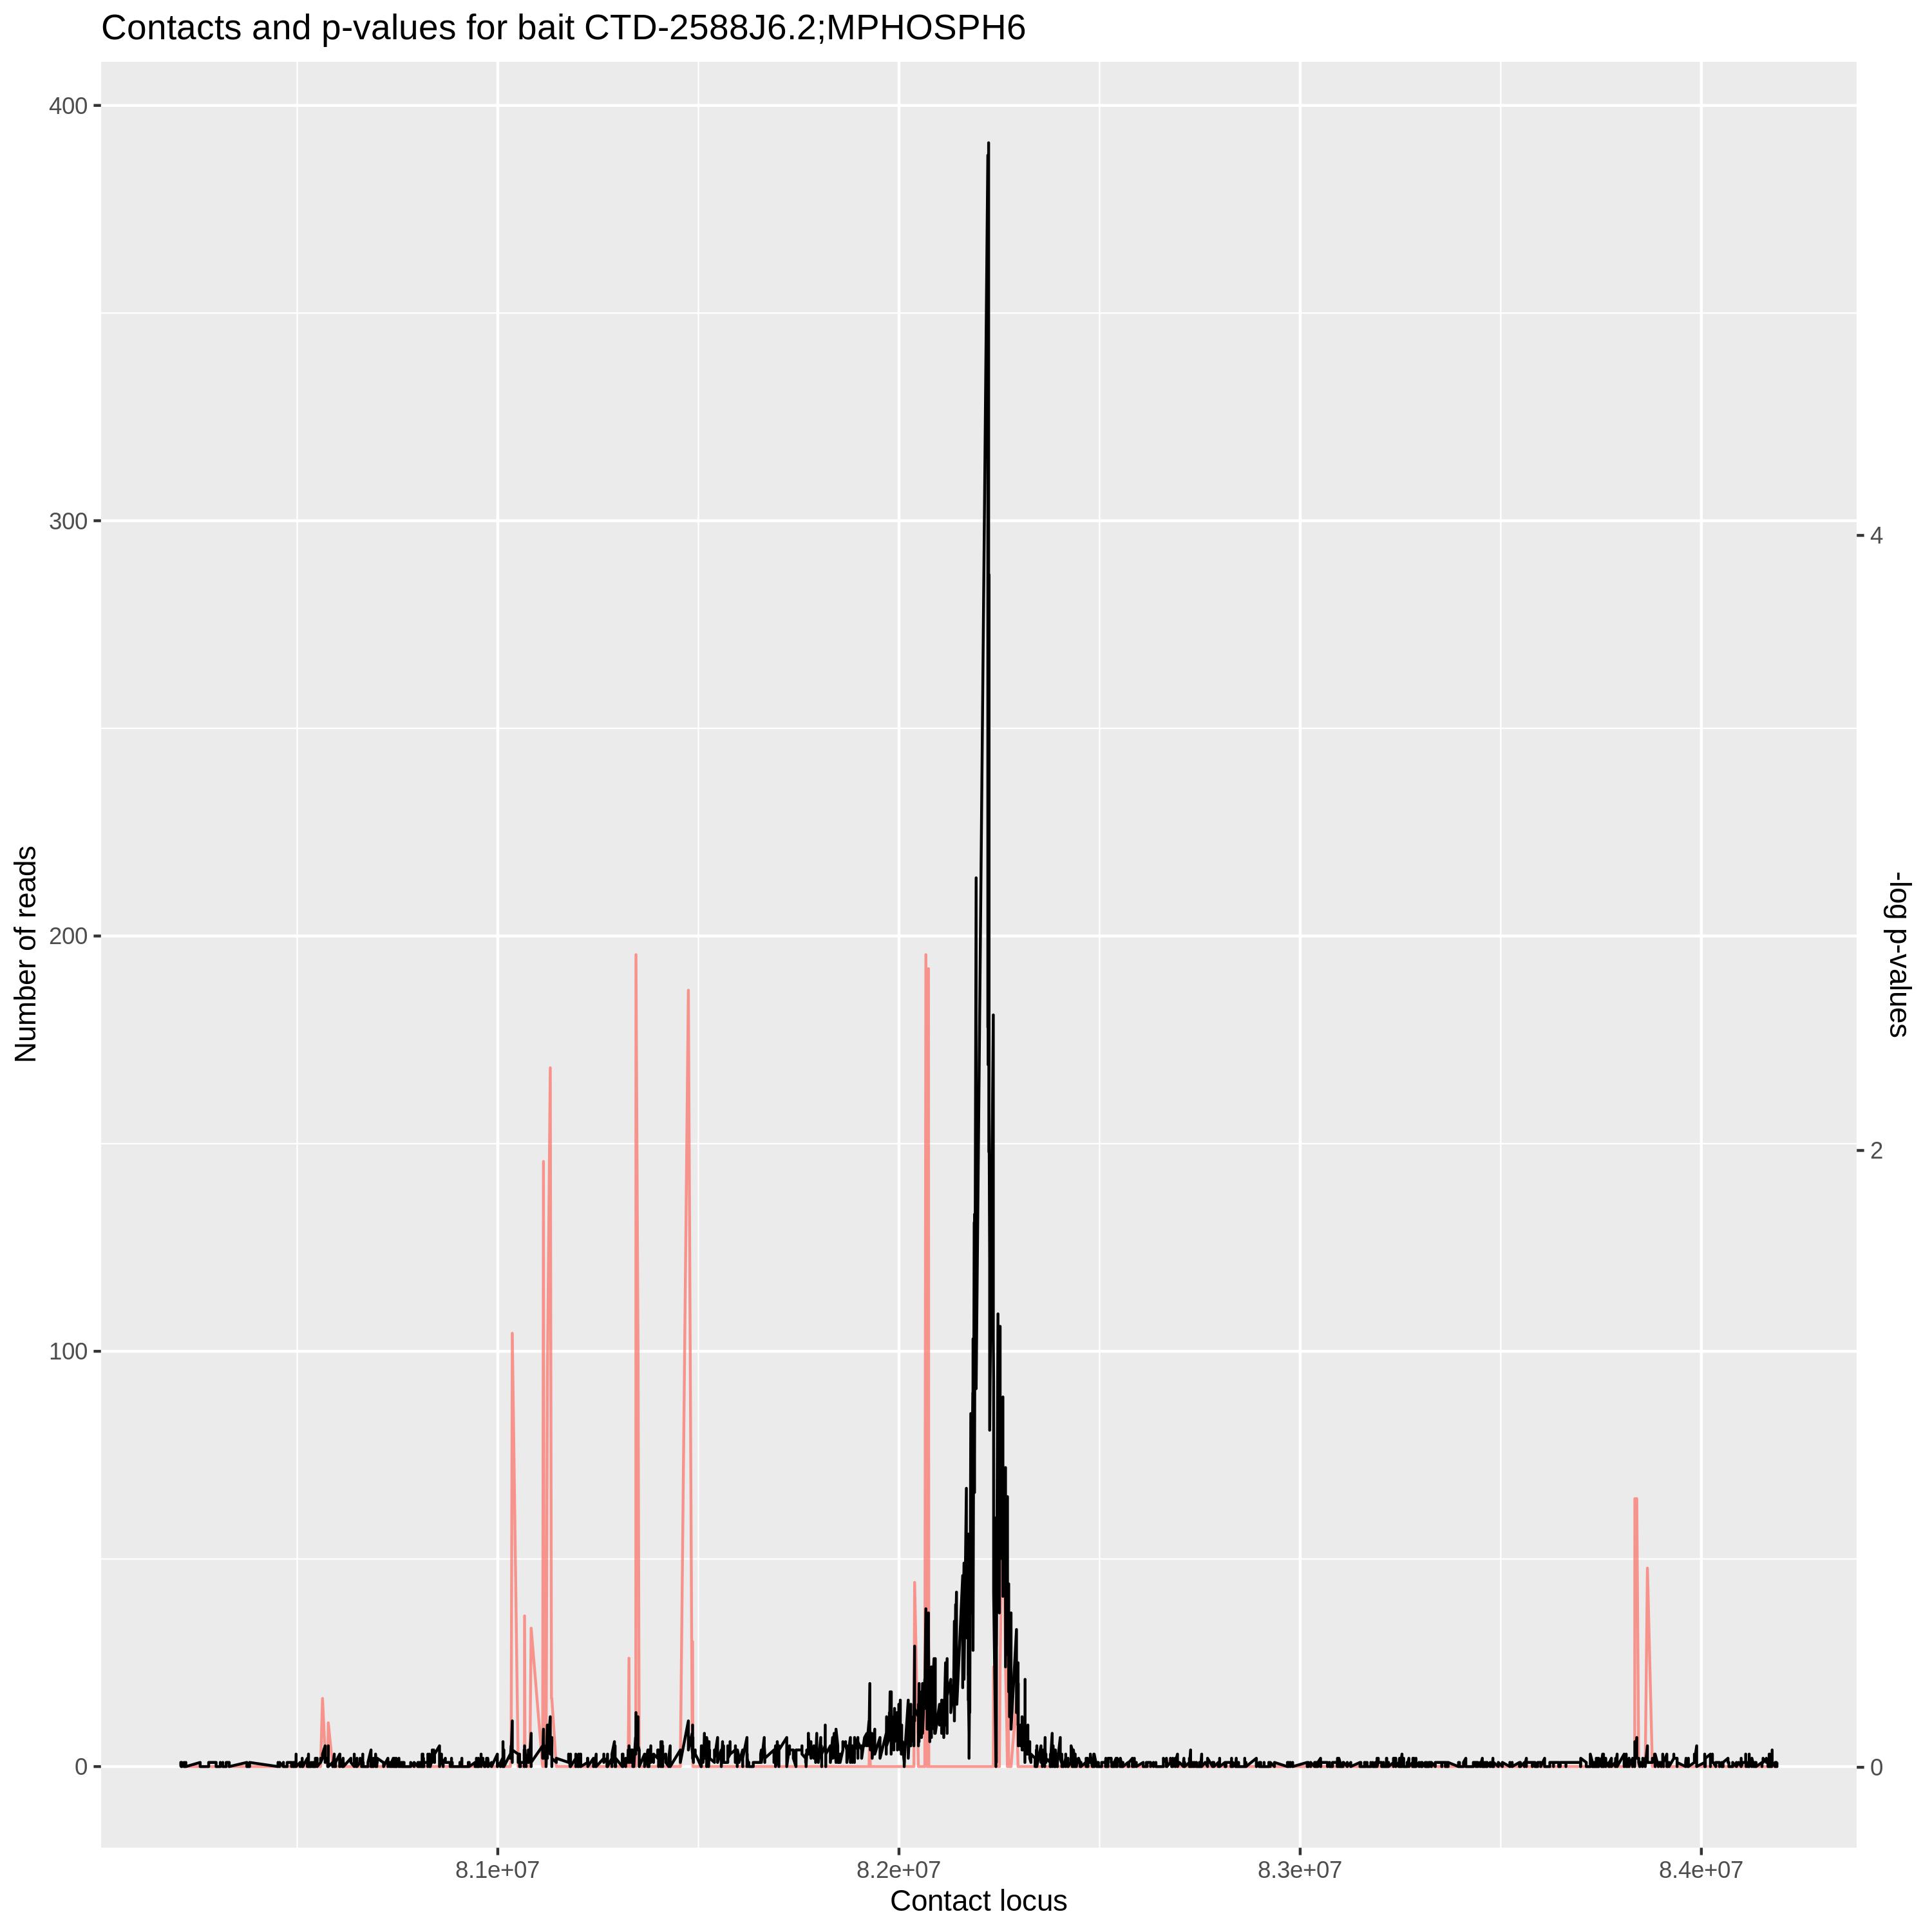 Contacts and p-values for bait CTD-2588J6.2;MPHOSPH6
400
300
200
100
0
Number of reads
4
2
0
-log p-values
8.1e+07 8.2e+07 8.3e+07 8.4e+07
Contact locus